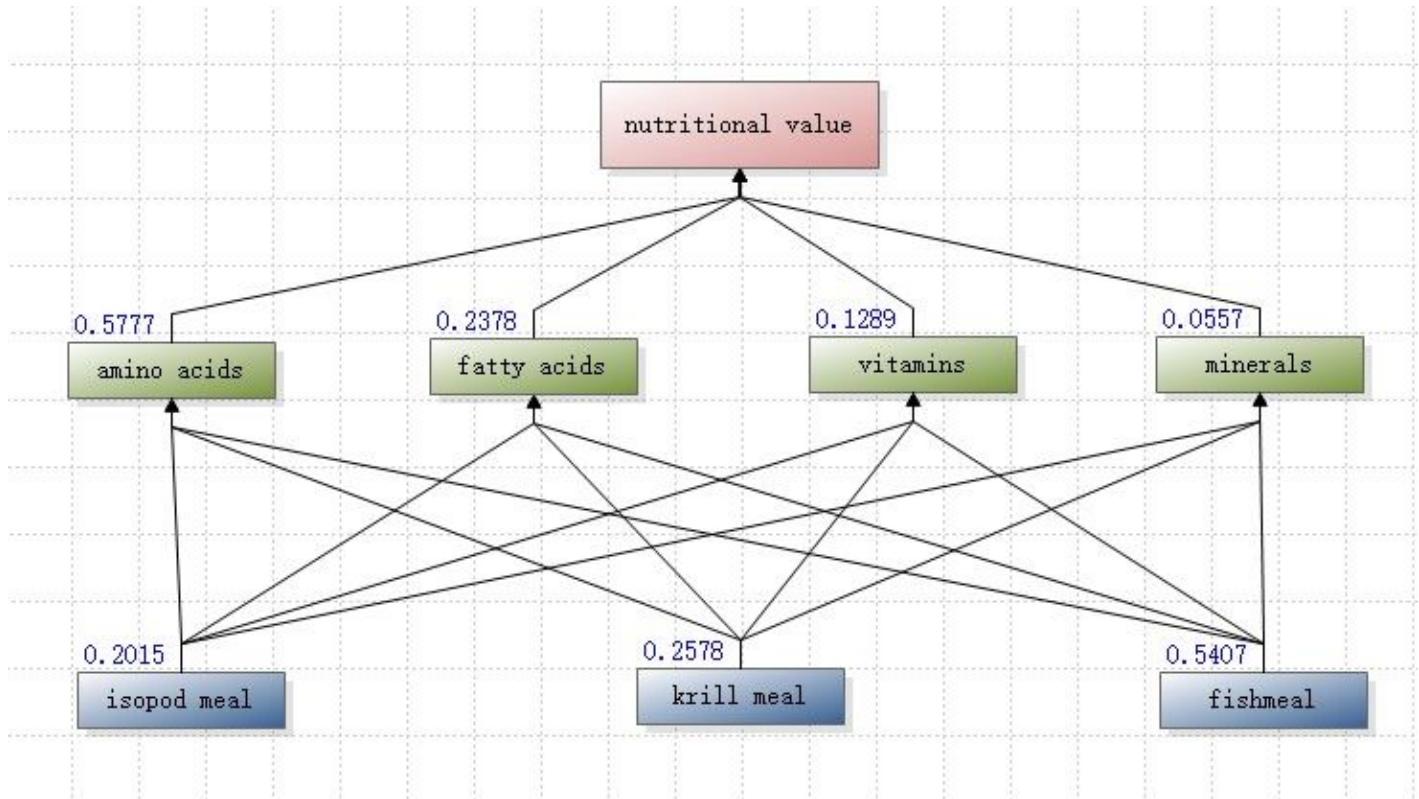 nutritional value
0.5777
0.2378
0.1289
0.0557
amino acids
fatty acids
vitamins
minerals
0.2015
0.2578
0.5407
isopod meal
krill meal
fishmeal